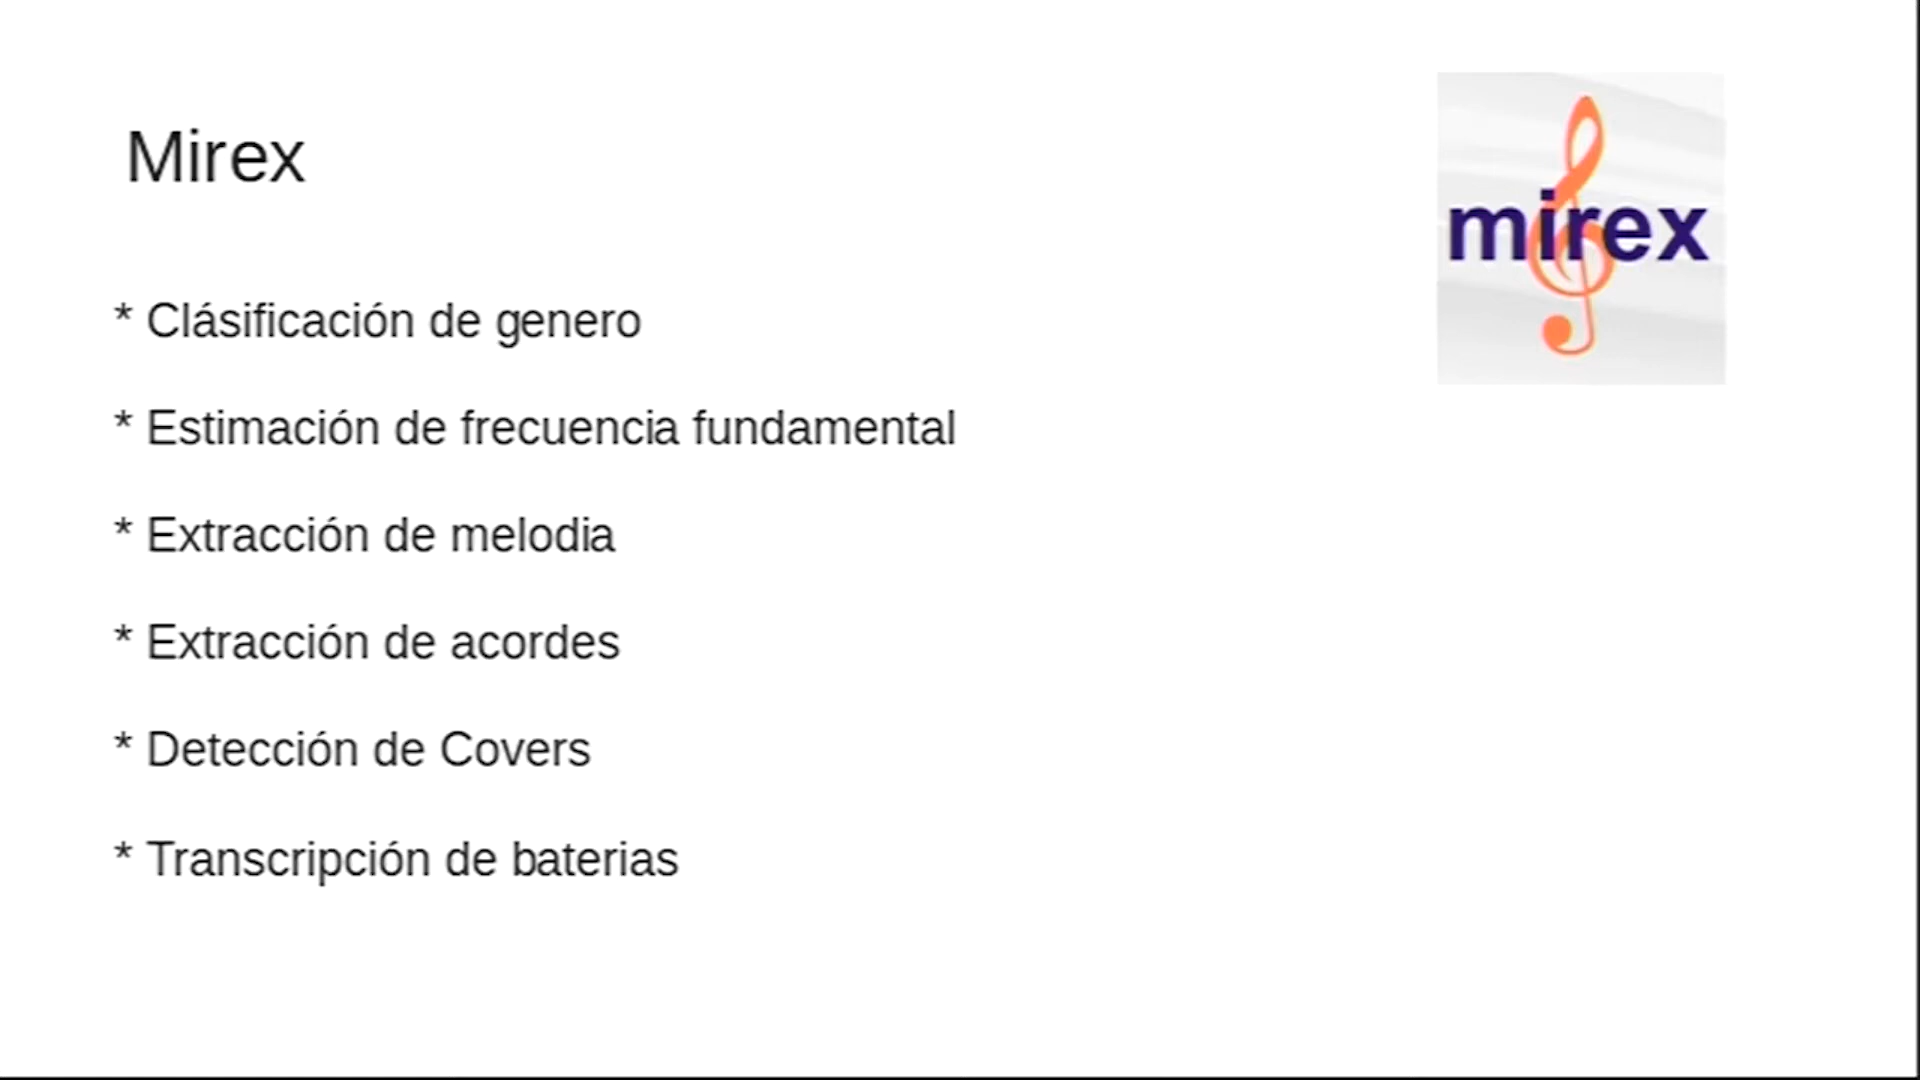 Mirex
mirex
* Clásificación de genero
* Estimación de frecuencia fundamental
* Extracción de melodia
* Extracción de acordes
* Detección de Covers
* Transcripción de baterias